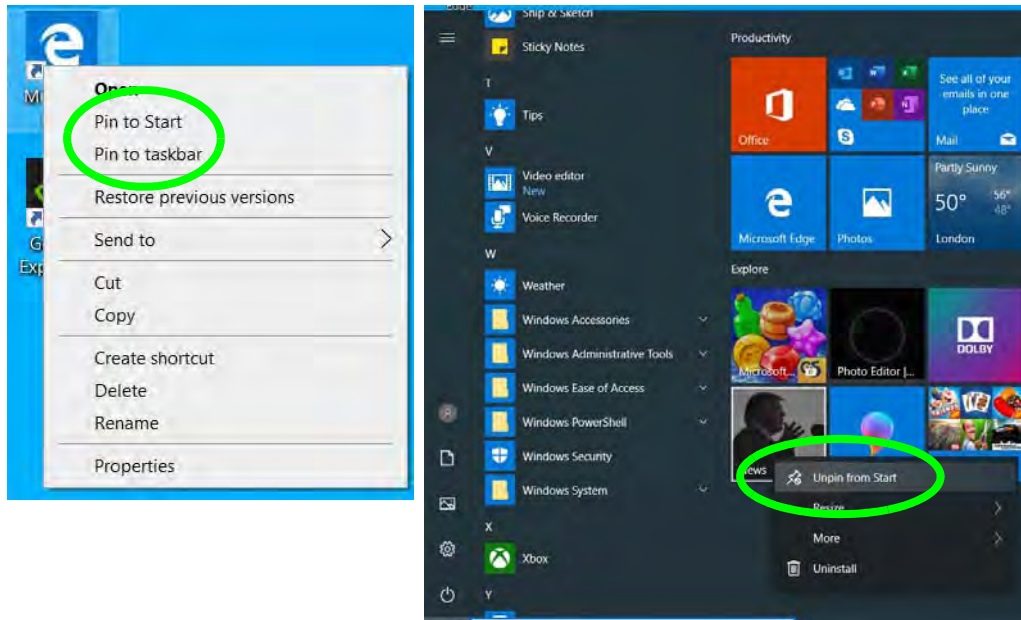 Open
Pin to Start
Pin to taskbar
Restore previous versions
Send to
Cut
Copy
Create shortcut
Delete
Rename
Properties
Edge
Snip & Sketch
Sticky Notes
T
Tips
V
Video editor
New
Voice Recorder
W
Weather
Windows Accessories
Windows Administrative Tools
Windows Ease of Access
Windows PowerShell
Windows Security
Windows System
X
Xbox
Y
Productivity
Office
See all of your
emails in one
place
Mail
Microsoft Edge
Photos
Partly Sunny
50° 56°
48°
London
Explore
Microsoft...
Photo Editor |...
DOLBY
News
Unpin from Start
Resize
More
Uninstall